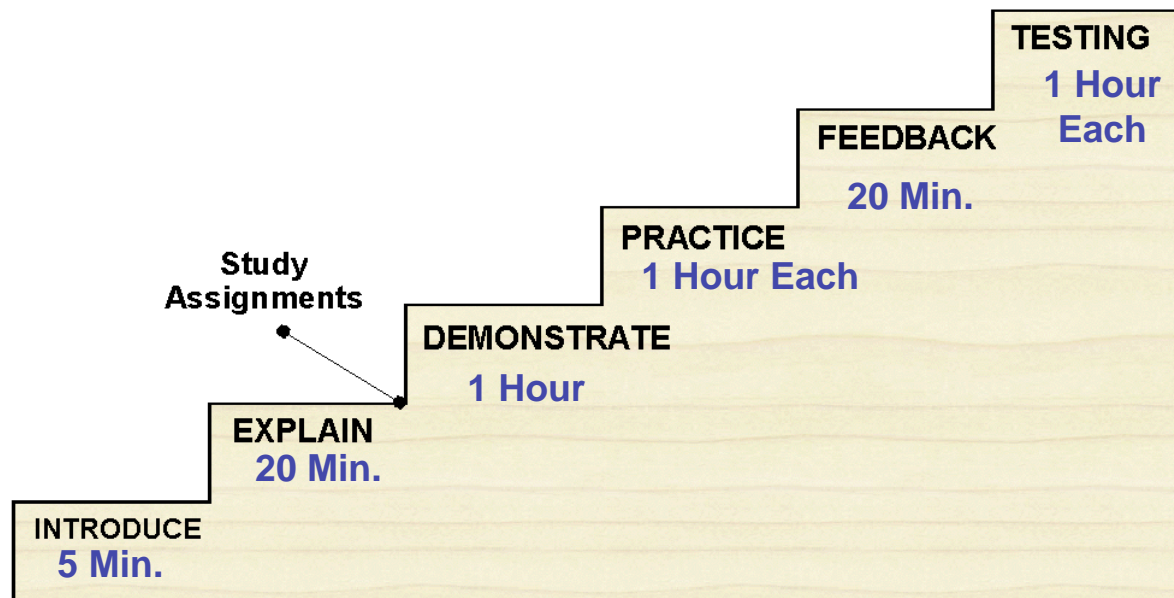 TESTING
1 Hour
Each
FEEDBACK
20 Min.
PRACTICE
1 Hour Each
Study
Assignments
DEMONSTRATE
1 Hour
EXPLAIN
20 Min.
INTRODUCE
5 Min.